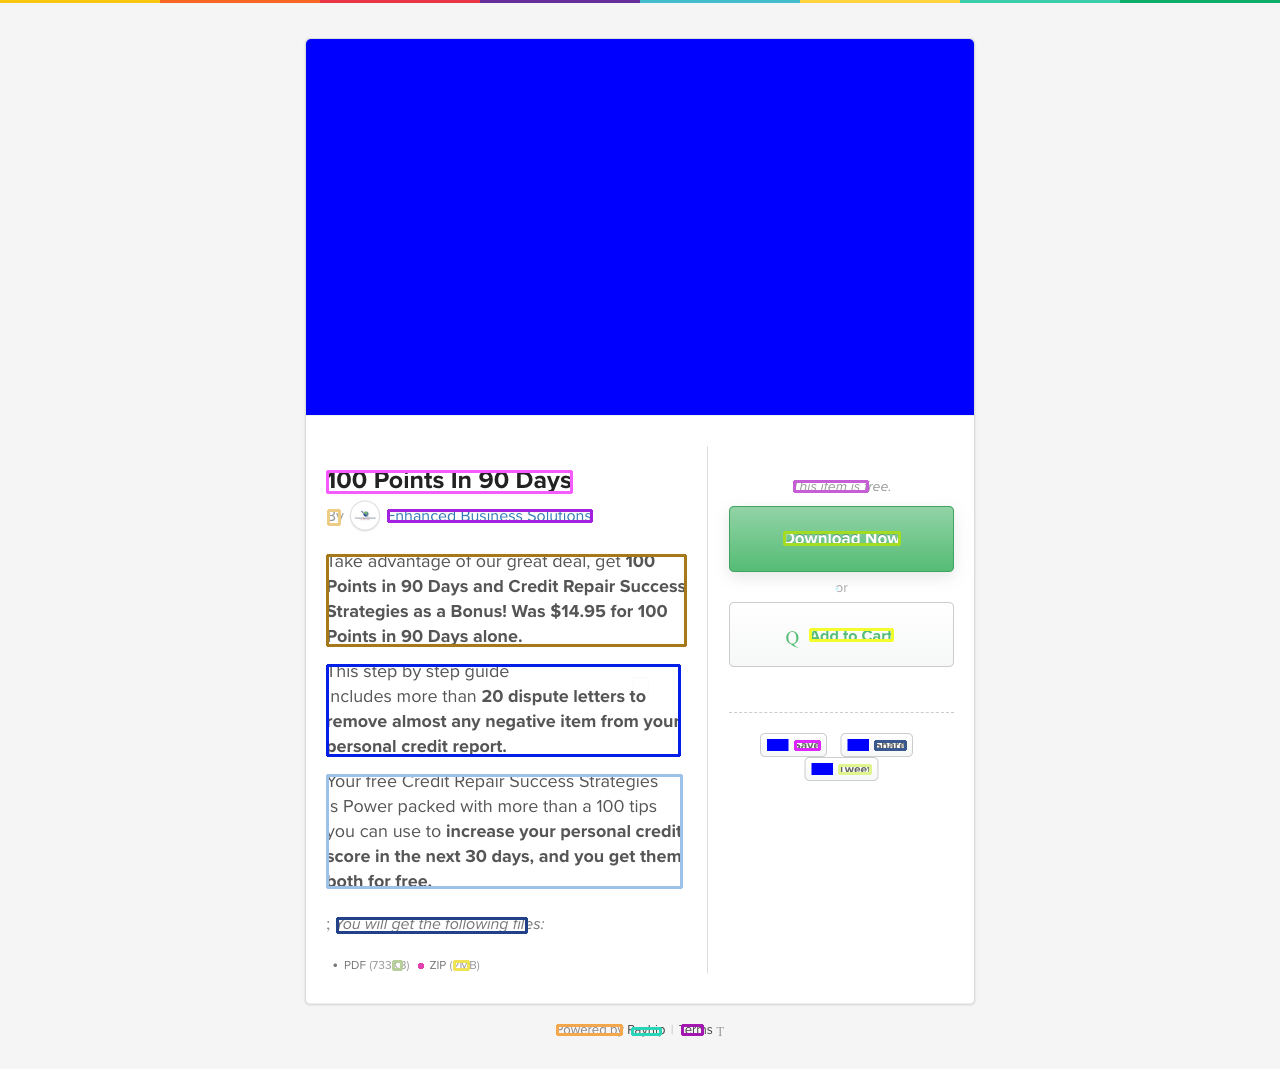 100 Points In 90 Days
By Enhanced Business Solutions
Take advantage of our great deal, get 100
Points in 90 Days and Credit Repair Success
Strategies as a Bonus! Was $14.95 for 100
Points in 90 Days alone.
This step by step guide
includes more than 20 dispute letters to
remove almost any negative item from your
personal credit report.
Your free Credit Repair Success Strategies
is Power packed with more than a 100 tips
you can use to increase your personal credit
score in the next 30 days, and you get them
both for free.
; You will get the following files:
• PDF (733KB) • ZIP (2MB)
This item is free.
Download Now
or
Q Add to Cart
Save
Share
Tweet
Powered by Payhip | Terms T